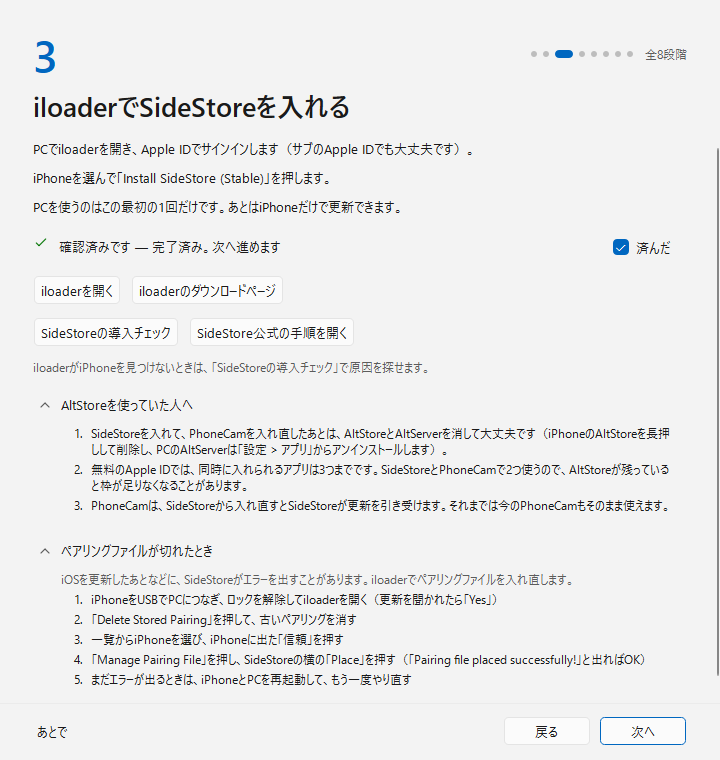 3
全8段階
iloaderでSideStoreを入れる
PCでiloaderを開き、Apple IDでサインインします（サブのApple IDでも大丈夫です）。
iPhoneを選んで「Install SideStore (Stable)」を押します。
PCを使うのはこの最初の1回だけです。あとはiPhoneだけで更新できます。
確認済みです — 完了済み。次へ進めます
済んだ
iloaderを開く
iloaderのダウンロードページ
SideStoreの導入チェック
SideStore公式の手順を開く
iloaderがiPhoneを見つけないときは、「SideStoreの導入チェック」で原因を探せます。
AltStoreを使っていた人へ
1. SideStoreを入れて、PhoneCamを入れ直したあとは、AltStoreとAltServerを消して大丈夫です（iPhoneのAltStoreを長押
しして削除し、PCのAltServerは「設定 > アプリ」からアンインストールします）。
2. 無料のApple IDでは、同時に入れられるアプリは3つまでです。SideStoreとPhoneCamで2つ使うので、AltStoreが残っている
と枠が足りなくなることがあります。
3. PhoneCamは、SideStoreから入れ直すとSideStoreが更新を引き受けます。それまでは今のPhoneCamもそのまま使えます。
ペアリングファイルが切れたとき
iOSを更新したあとなどに、SideStoreがエラーを出すことがあります。iloaderでペアリングファイルを入れ直します。
1. iPhoneをUSBでPCにつなぎ、ロックを解除してiloaderを開く（更新を聞かれたら「Yes」）
2. 「Delete Stored Pairing」を押して、古いペアリングを消す
3. 一覧からiPhoneを選び、iPhoneに出た「信頼」を押す
4. 「Manage Pairing File」を押し、SideStoreの横の「Place」を押す（「Pairing file placed successfully!」と出ればOK）
5. まだエラーが出るときは、iPhoneとPCを再起動して、もう一度やり直す
あとで
戻る
次へ